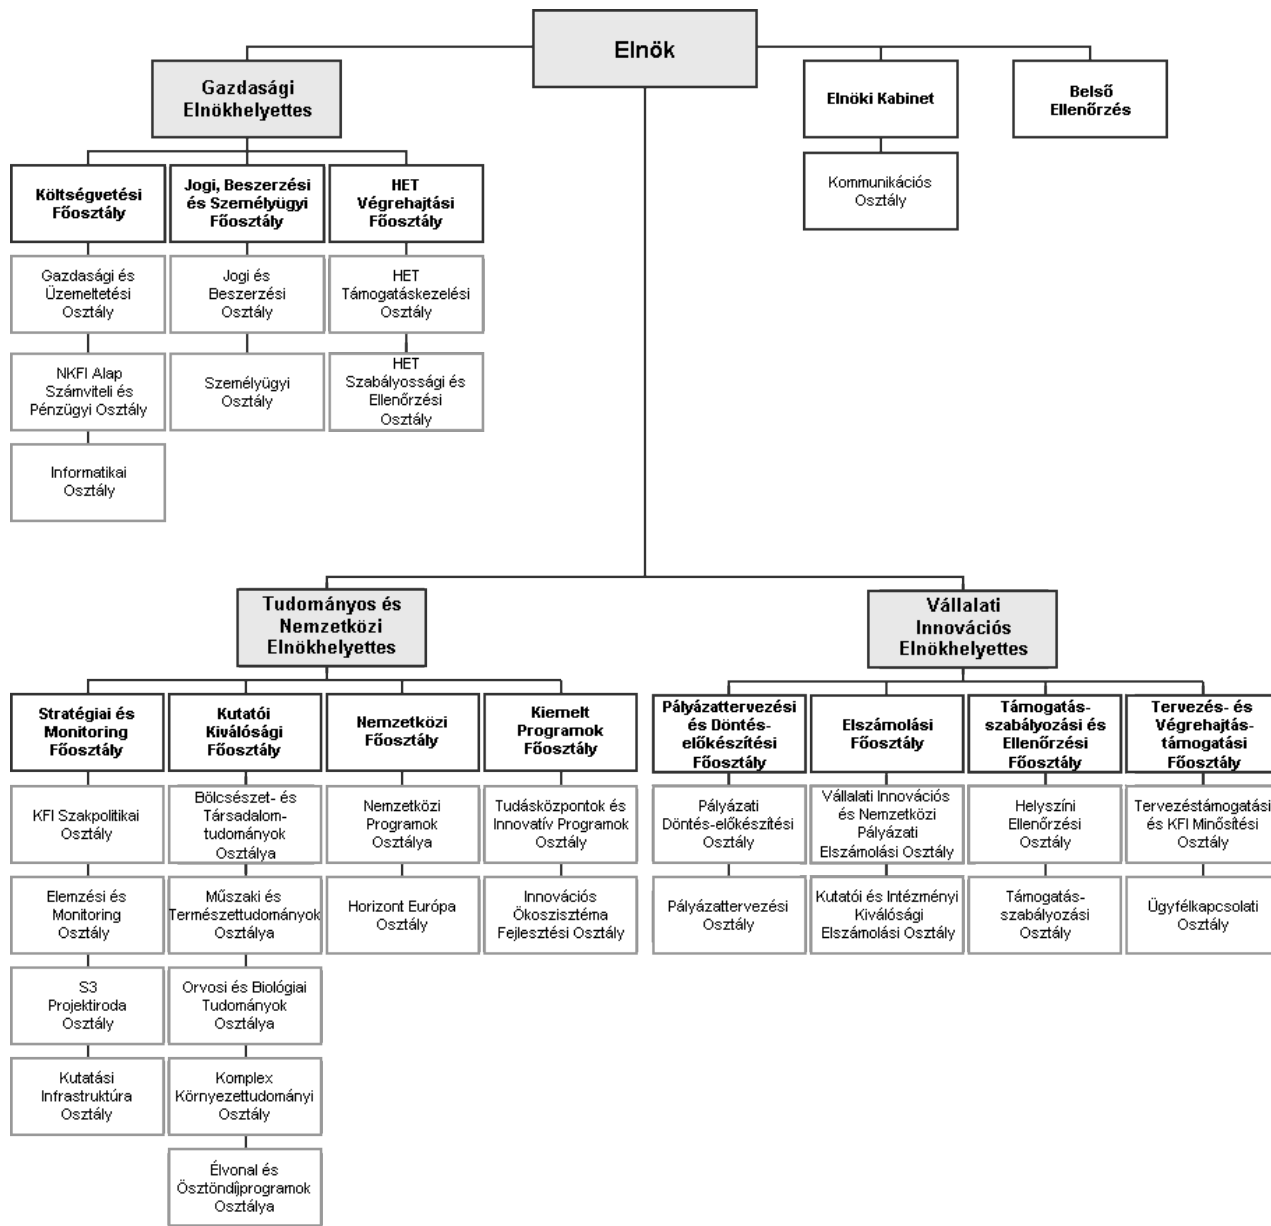 Elnök
Gazdasági
Elnökhelyettes
Elnöki Kabinet
Belső
Ellenőrzés
Kommunikációs
Osztály
Költségvetési
Főosztály
Jogi, Beszerzési
és Személyügyi
Főosztály
HET
Végrehajtási
Főosztály
Gazdasági és
Üzemeltetési
Osztály
Jogi és
Beszerzési
Osztály
HET
Támogatáskezelési
Osztály
NKFI Alap
Számviteli és
Pénzügyi Osztály
Személyügyi
Osztály
HET
Szabályossági és
Ellenőrzési
Osztály
Informatikai
Osztály
Tudományos és
Nemzetközi
Elnökhelyettes
Vállalati
Innovációs
Elnökhelyettes
Stratégiai és
Monitoring
Főosztály
Kutatói
Kiválósági
Főosztály
Nemzetközi
Főosztály
Kiemelt
Programok
Főosztály
Pályázattervezési
és Döntés-
előkészítési
Főosztály
Elszámolási
Főosztály
Támogatás-
szabályozási és
Ellenőrzési
Főosztály
Tervezés- és
Végrehajtás-
támogatási
Főosztály
KFI Szakpolitikai
Osztály
Bölcsészet- és
Társadalom-
tudományok
Osztálya
Nemzetközi
Programok
Osztálya
Tudásközpontok és
Innovatív Programok
Osztály
Pályázati
Döntés-előkészítési
Osztály
Vállalati Innovációs
és Nemzetközi
Pályázati
Elszámolási Osztály
Helyszíni
Ellenőrzési
Osztály
Tervezéstámogatási
és KFI Minősítési
Osztály
Elemzési és
Monitoring
Osztály
Műszaki és
Természettudományok
Osztálya
Horizont Európa
Osztály
Innovációs
Ökoszisztéma
Fejlesztési Osztály
Pályázattervezési
Osztály
Kutatói és Intézményi
Kiválósági
Elszámolási Osztály
Támogatás-
szabályozási
Osztály
Ügyfélkapcsolati
Osztály
S3
Projektiroda
Osztály
Orvosi és Biológiai
Tudományok
Osztálya
Kutatási
Infrastruktúra
Osztály
Komplex
Környezettudományi
Osztály
Élvonal és
Ösztöndíjprogramok
Osztálya